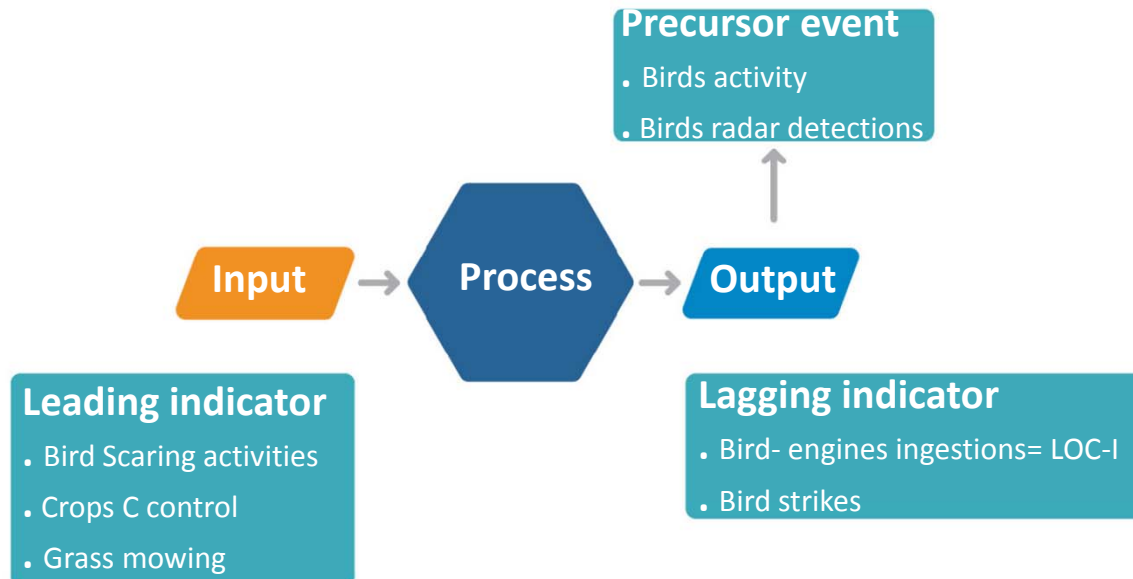 Precursor event
. Birds activity
. Birds radar detections
Input
Process
Output
Leading indicator
. Bird Scaring activities
. Crops C control
. Grass mowing
Lagging indicator
. Bird- engines ingestions= LOC-I
. Bird strikes